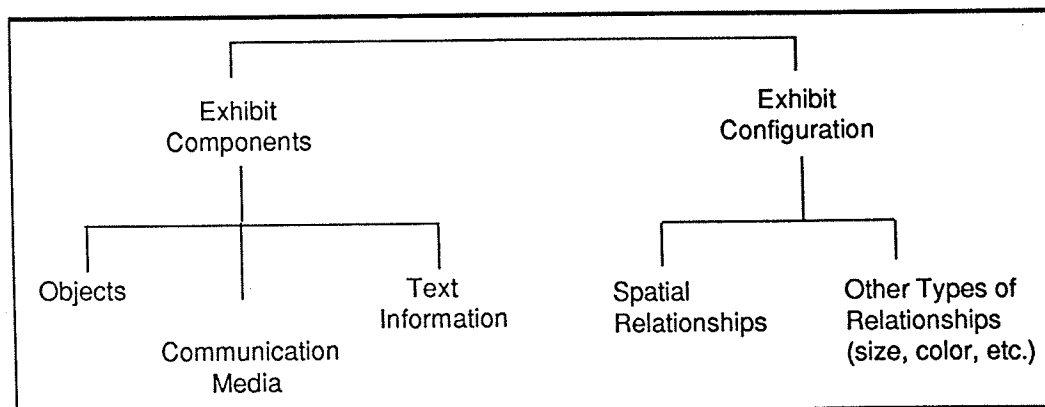 Exhibit
Components
Exhibit
Configuration
Objects
Communication
Media
Text
Information
Spatial
Relationships
Other Types of
Relationships
(size, color, etc.)